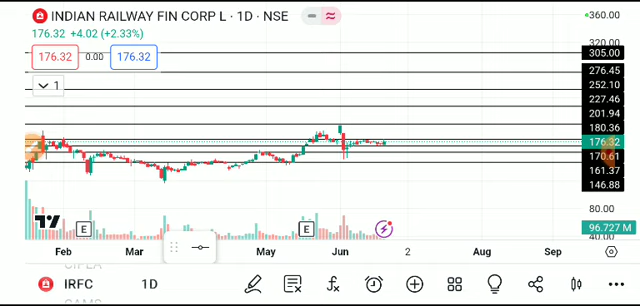 INDIAN RAILWAY FIN CORP L · 1D · NSE
176.32 +4.02 (+2.33%)
176.32 0.00 176.32
1
360.00
320.00
305.00
276.45
252.10
227.46
201.94
180.36
176.32
170.61
161.37
146.88
80.00
96.727 M
40.00
E E
Feb Mar May Jun 2 Aug Sep
CIPLA
IRFC 1D